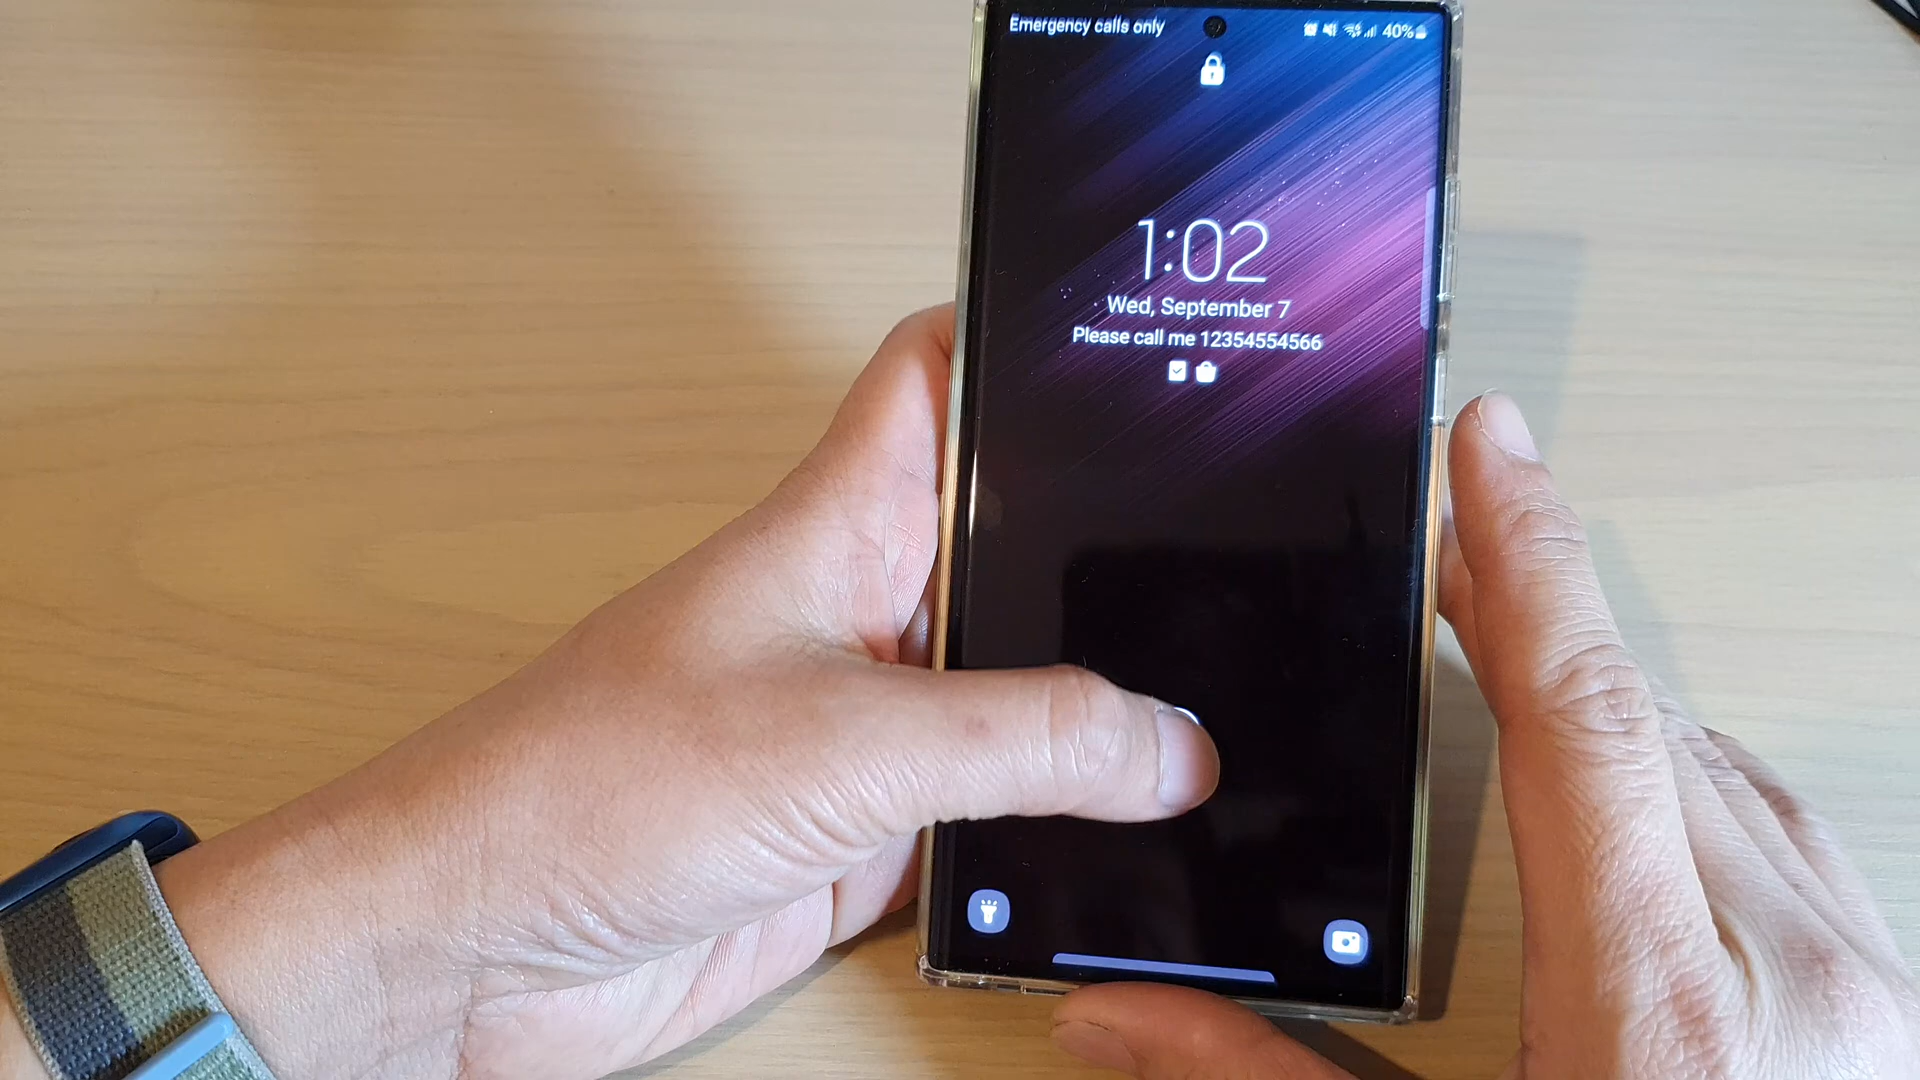 Emergency calls only
40%
1:02
Wed, September 7
Please call me 12354554566